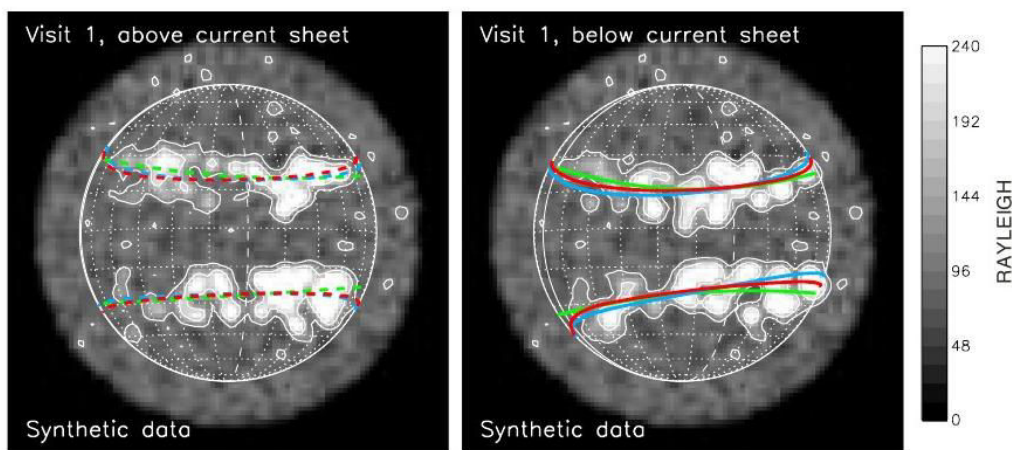 Visit 1, above current sheet
Synthetic data
Visit 1, below current sheet
Synthetic data
240
192
144
96
48
0
RAYLEIGH